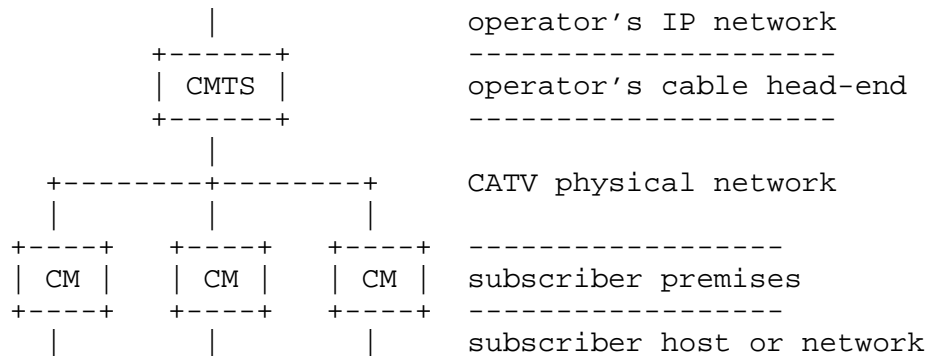 | operator's IP network
+------+ ---------------------
| CMTS | operator's cable head-end
+------+ ---------------------
|
+--------+--------+ CATV physical network
| | |
+----+ +----+ +----+ ------------------
| CM | | CM | | CM | subscriber premises
+----+ +----+ +----+ ------------------
| | | subscriber host or network